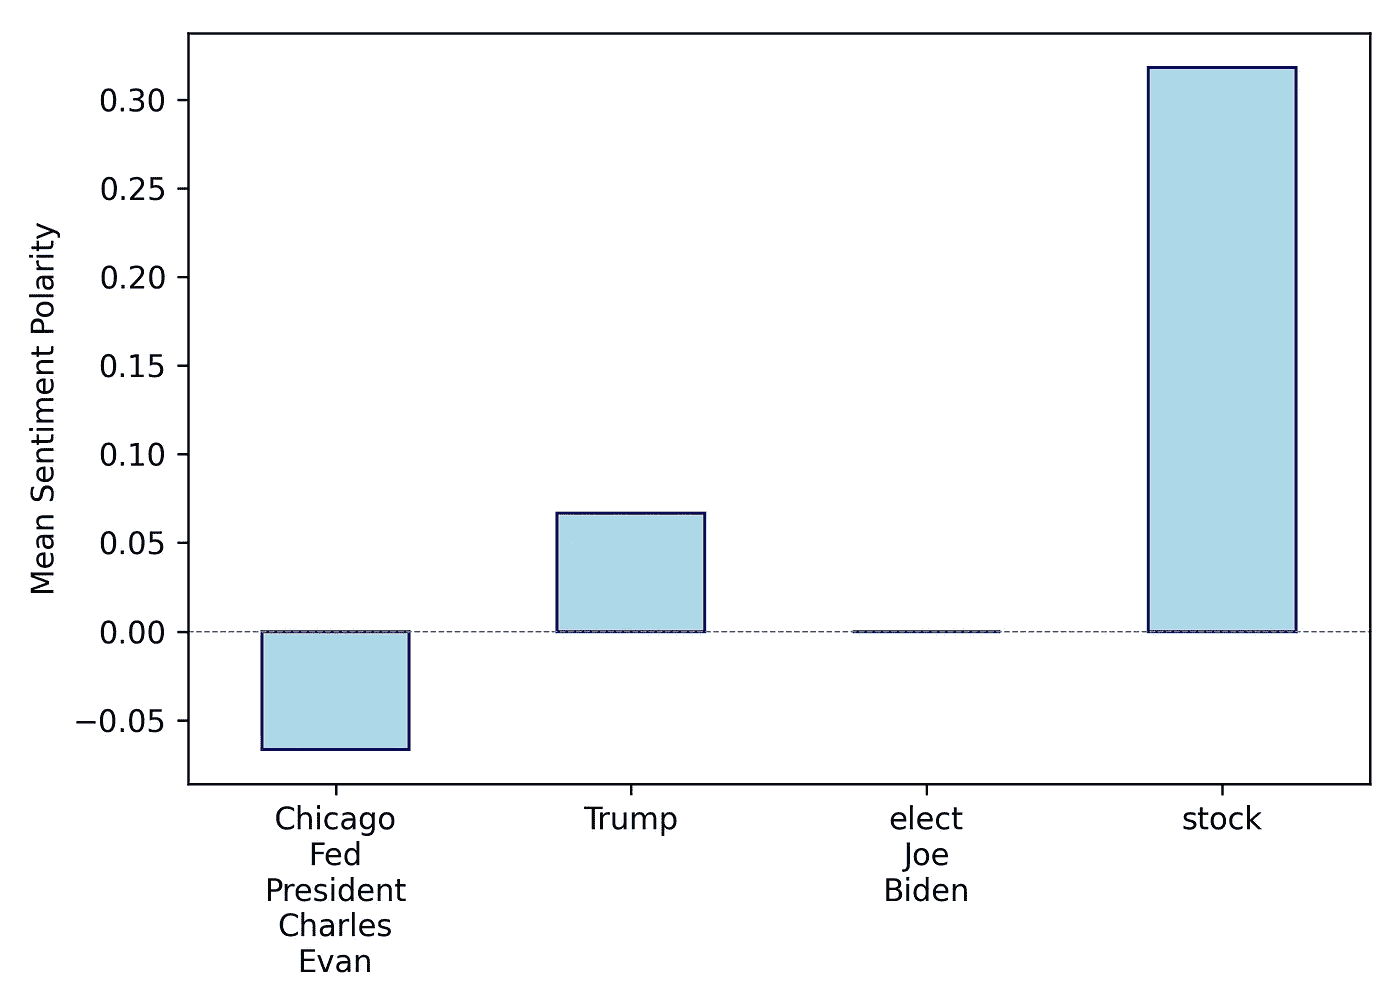 Mean Sentiment Polarity
0.30
0.25
0.20
0.15
0.10
0.05
0.00
−0.05
Chicago
Fed
President
Charles
Evan
Trump
elect
Joe
Biden
stock